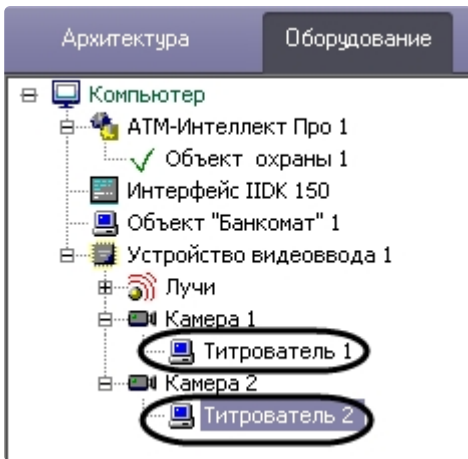 Архитектура Оборудование
Компьютер
АТМ-Интеллект Про 1
Объект охраны 1
Интерфейс IIDK 150
Объект "Банкомат" 1
Устройство видеоввода 1
Лучи
Камера 1
Титрователь 1
Камера 2
Титрователь 2